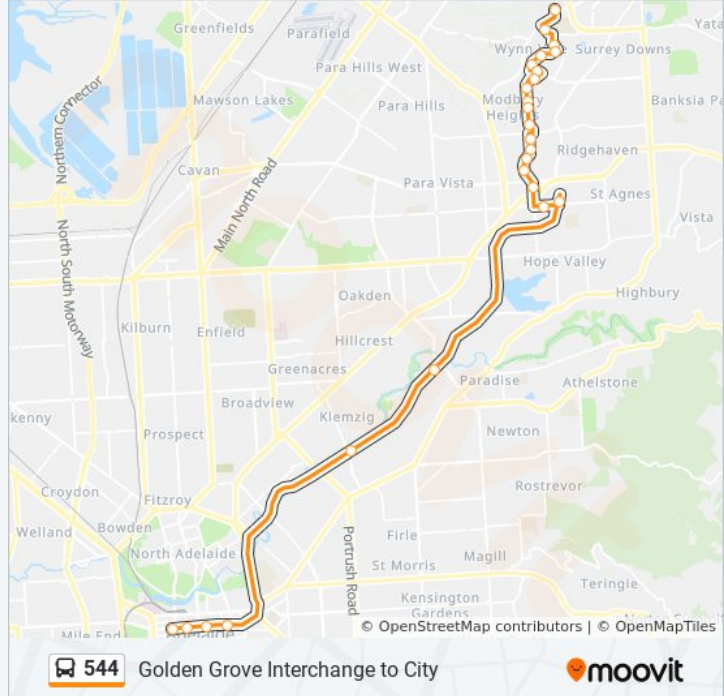 Greenfields
Parafield
Yata
Wynn Vale
Surrey Downs
Para Hills West
Mawson Lakes
Para Hills
Modbury
Heights
Banksia Pa
Northern Connector
Cavan
Main North Road
Ridgehaven
Para Vista
St Agnes
Vista
North South Motorway
Hope Valley
Oakden
Highbury
Kilburn
Enfield
Hillcrest
Greenacres
Paradise
Athelstone
kenny
Broadview
Klemzig
Prospect
Newton
Croydon
Fitzroy
Rostrevor
Welland
Bowden
North Adelaide
Portrush Road
Firle
Magill
St Morris
Teringie
Kensington
Gardens
Mile End
Adelaide
© OpenStreetMap contributors | © OpenMapTiles
544 Golden Grove Interchange to City
moovit